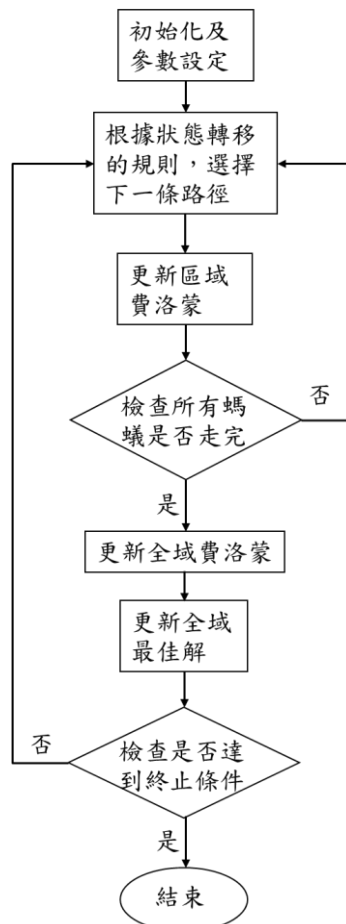 初始化及
參數設定
根據狀態轉移
的規則，選擇
下一條路徑
更新區域
費洛蒙
檢查所有螞
蟻是否走完
否
是
更新全域費洛蒙
更新全域
最佳解
否
檢查是否達
到終止條件
是
結束